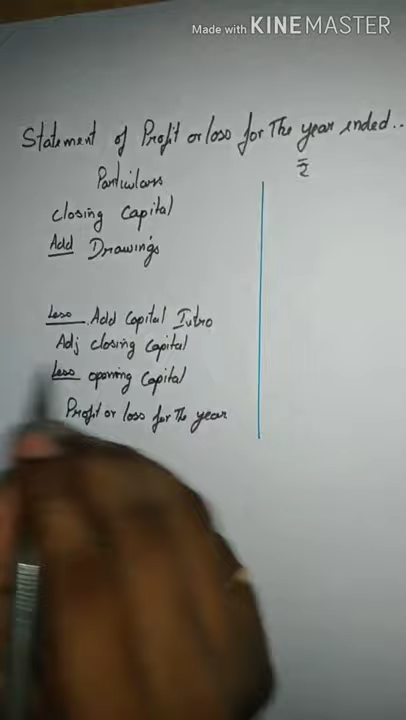 Made with KINEMASTER
Statement of Profit or loss for The year ended..
Particulars
₹
Closing Capital
Add Drawings
Less Add Capital Intro
Adj closing Capital
Less opening Capital
Profit or loss for The year